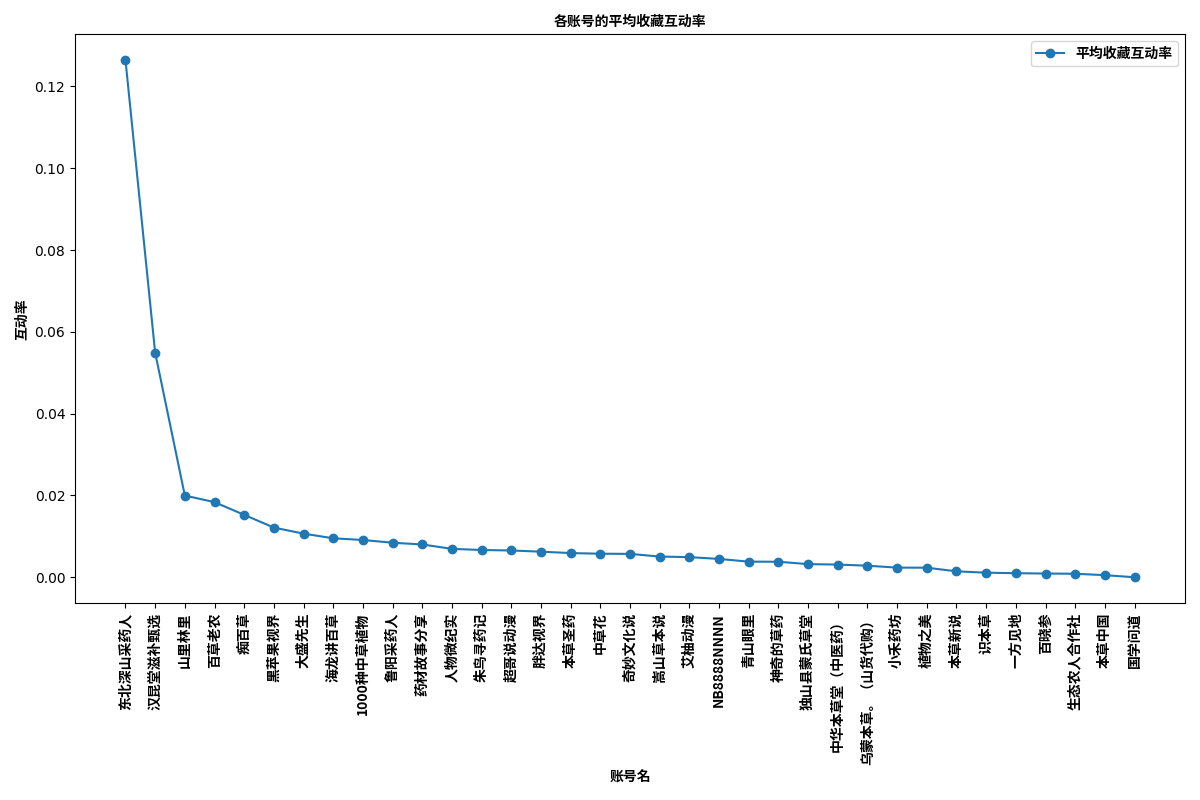 各账号的平均收藏互动率
平均收藏互动率
互动率
0.12
0.10
0.08
0.06
0.04
0.02
0.00
东北深山采药人
汉昆堂滋补甄选
山里林里
百草老农
痴百草
黑苹果视界
大盛先生
海龙讲百草
1000种中草植物
鲁阳采药人
药材故事分享
人物微纪实
朱鸟寻药记
超哥说动漫
胖达视界
本草圣药
中草花
奇妙文化说
嵩山草本说
艾柚动漫
NB8888NNNN
青山眼里
神奇的草药
独山县蒙氏草堂
中华本草堂（中医药）
乌蒙本草。（山货代购）
小禾药坊
植物之美
本草新说
识本草
一方见地
百晓参
生态农人合作社
本草中国
国学问道
账号名